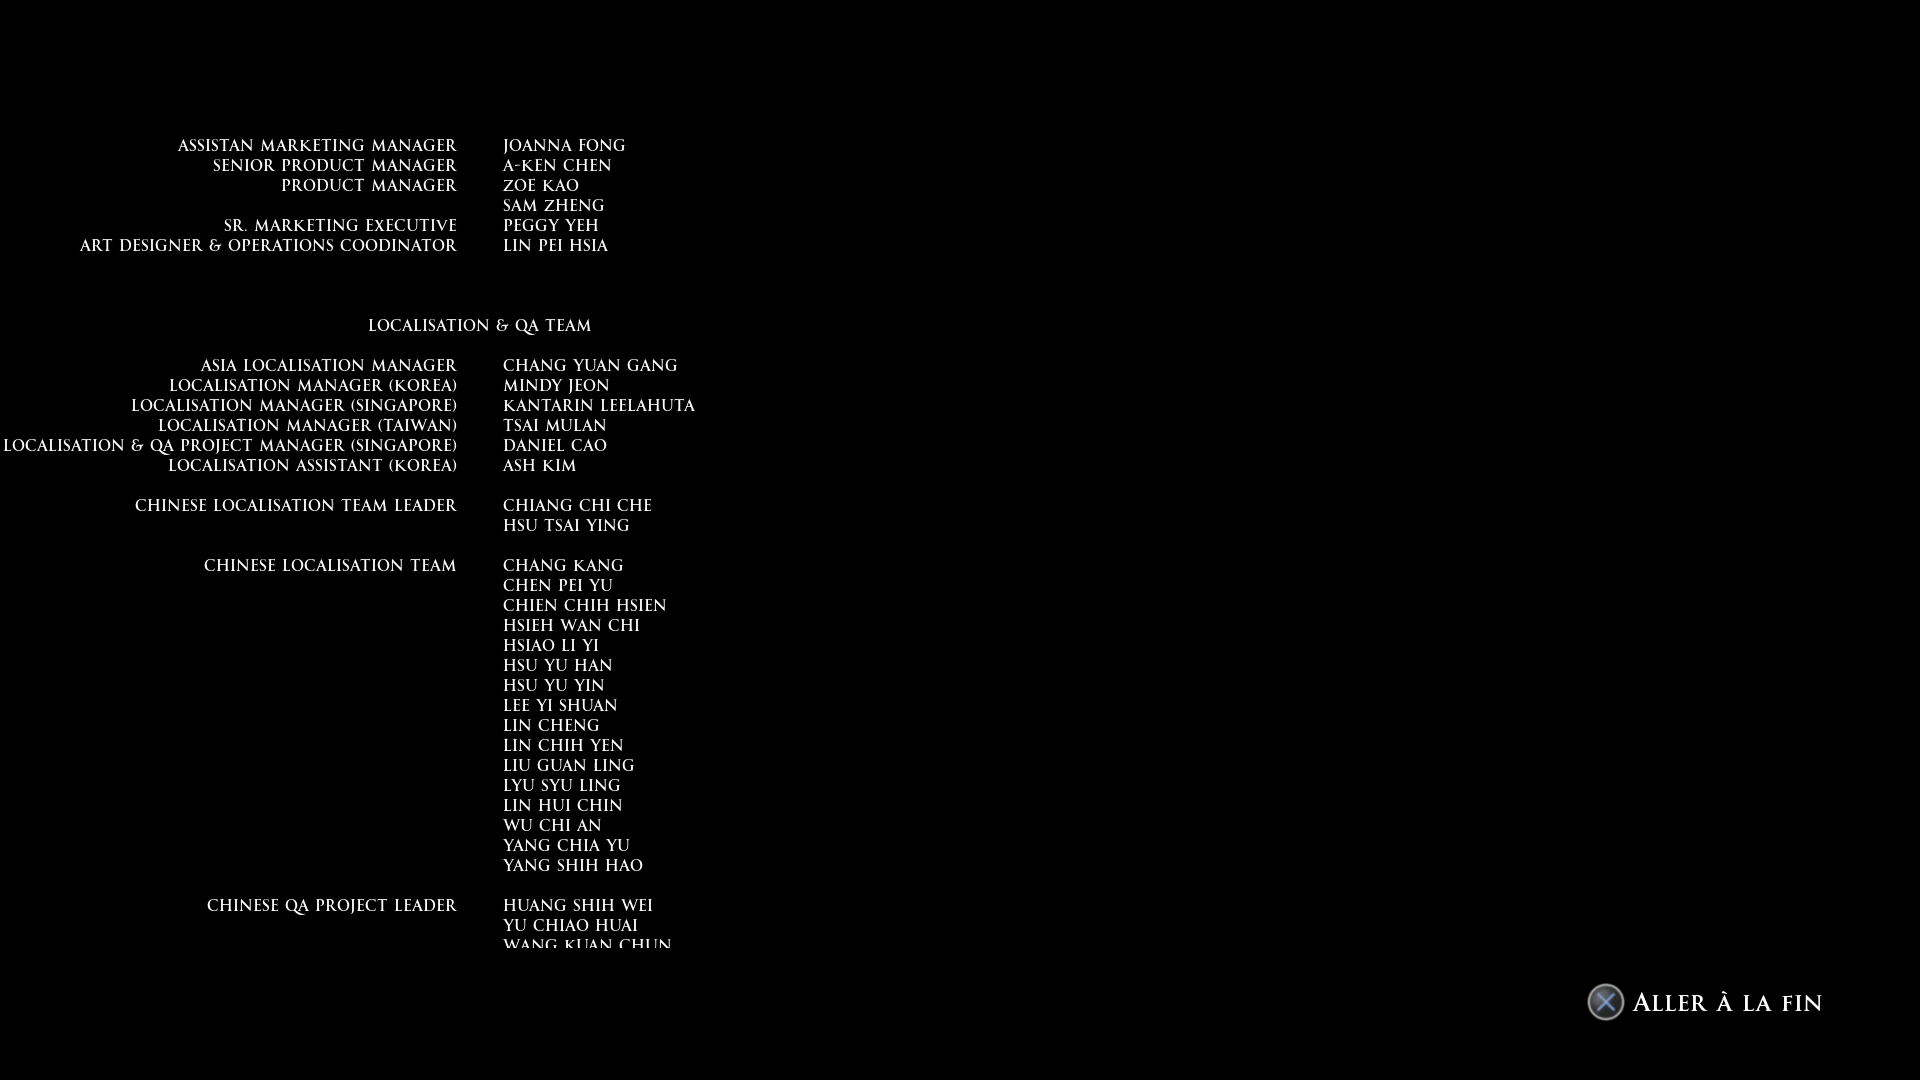 ASSISTAN MARKETING MANAGER JOANNA FONG
SENIOR PRODUCT MANAGER A-KEN CHEN
PRODUCT MANAGER ZOE KAO
SAM ZHENG
SR. MARKETING EXECUTIVE PEGGY YEH
ART DESIGNER & OPERATIONS COODINATOR LIN PEI HSIA
LOCALISATION & QA TEAM
ASIA LOCALISATION MANAGER CHANG YUAN GANG
LOCALISATION MANAGER (KOREA) MINDY JEON
LOCALISATION MANAGER (SINGAPORE) KANTARIN LEELAHUTA
LOCALISATION MANAGER (TAIWAN) TSAI MULAN
LOCALISATION & QA PROJECT MANAGER (SINGAPORE) DANIEL CAO
LOCALISATION ASSISTANT (KOREA) ASH KIM
CHINESE LOCALISATION TEAM LEADER CHIANG CHI CHE
HSU TSAI YING
CHINESE LOCALISATION TEAM CHANG KANG
CHEN PEI YU
CHIEN CHIH HSIEN
HSIEH WAN CHI
HSIAO LI YI
HSU YU HAN
HSU YU YIN
LEE YI SHUAN
LIN CHENG
LIN CHIH YEN
LIU GUAN LING
LYU SYU LING
LIN HUI CHIN
WU CHI AN
YANG CHIA YU
YANG SHIH HAO
CHINESE QA PROJECT LEADER HUANG SHIH WEI
YU CHIAO HUAI
WANG KUAN CHUN
ALLER À LA FIN